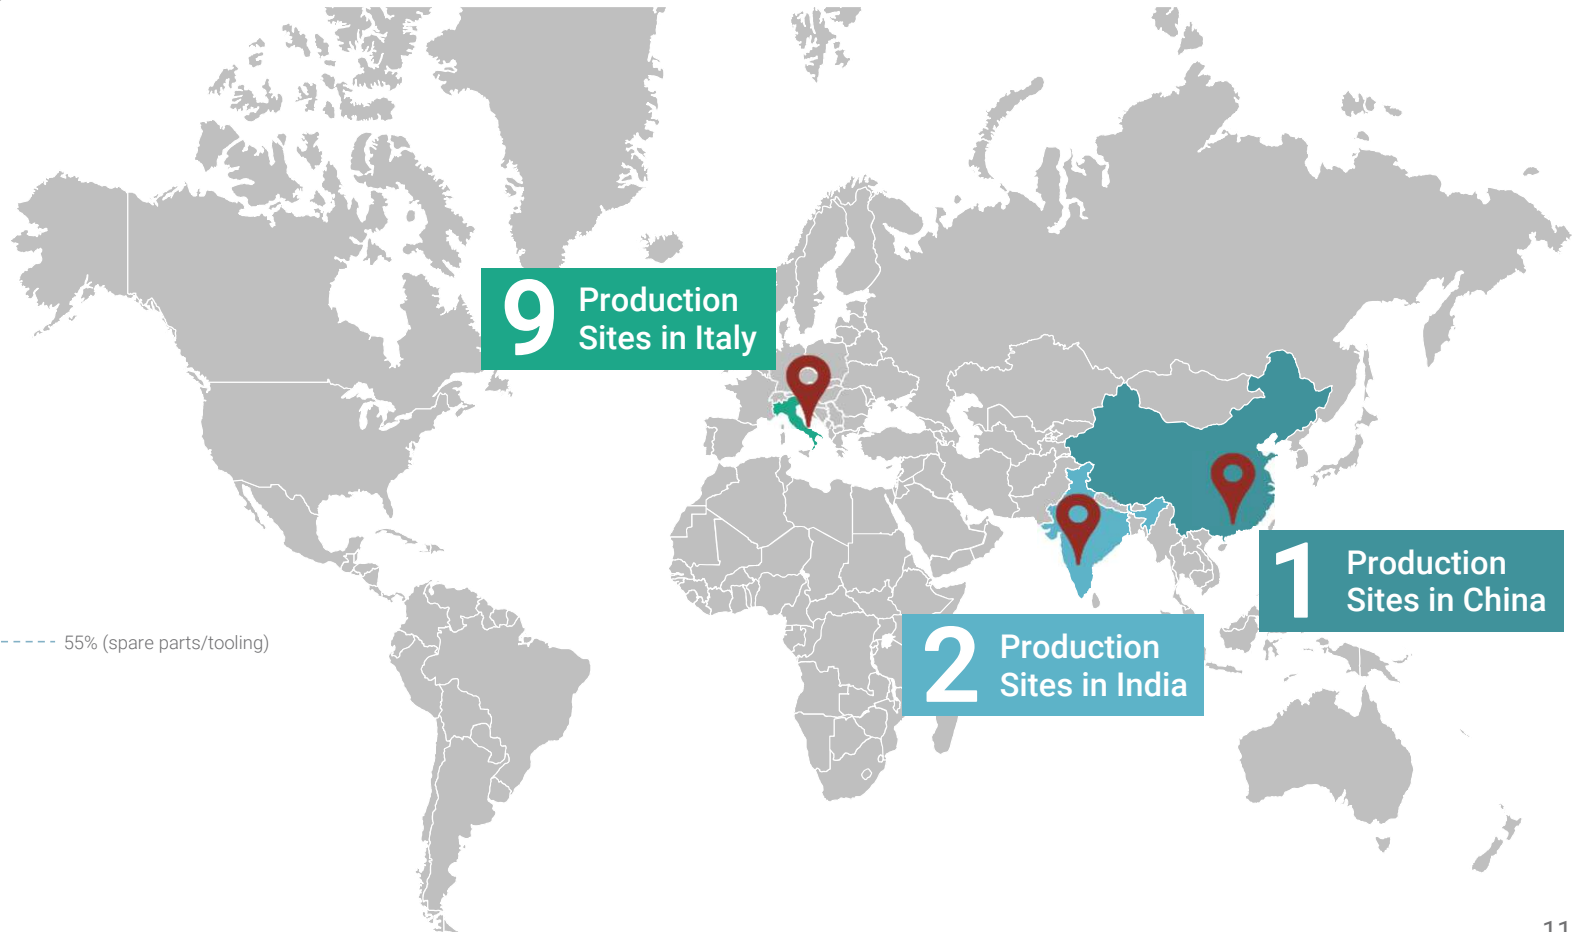 9
Production
Sites in Italy
1
Production
Sites in China
2
Production
Sites in India
55% (spare parts/tooling)
11